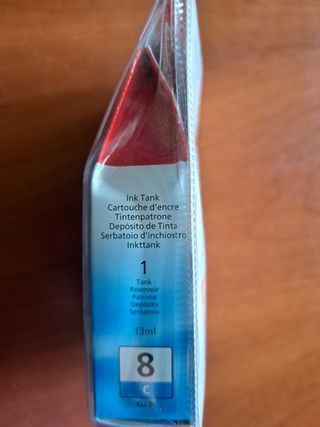 Ink Tank
Cartouche d'encre
Tintenpatrone
Depósito de Tinta
Serbatoio d'inchiostro
Inkttank
1
Tank
Réservoir
Patrone
Depósito
Serbatoio
13ml
8
C